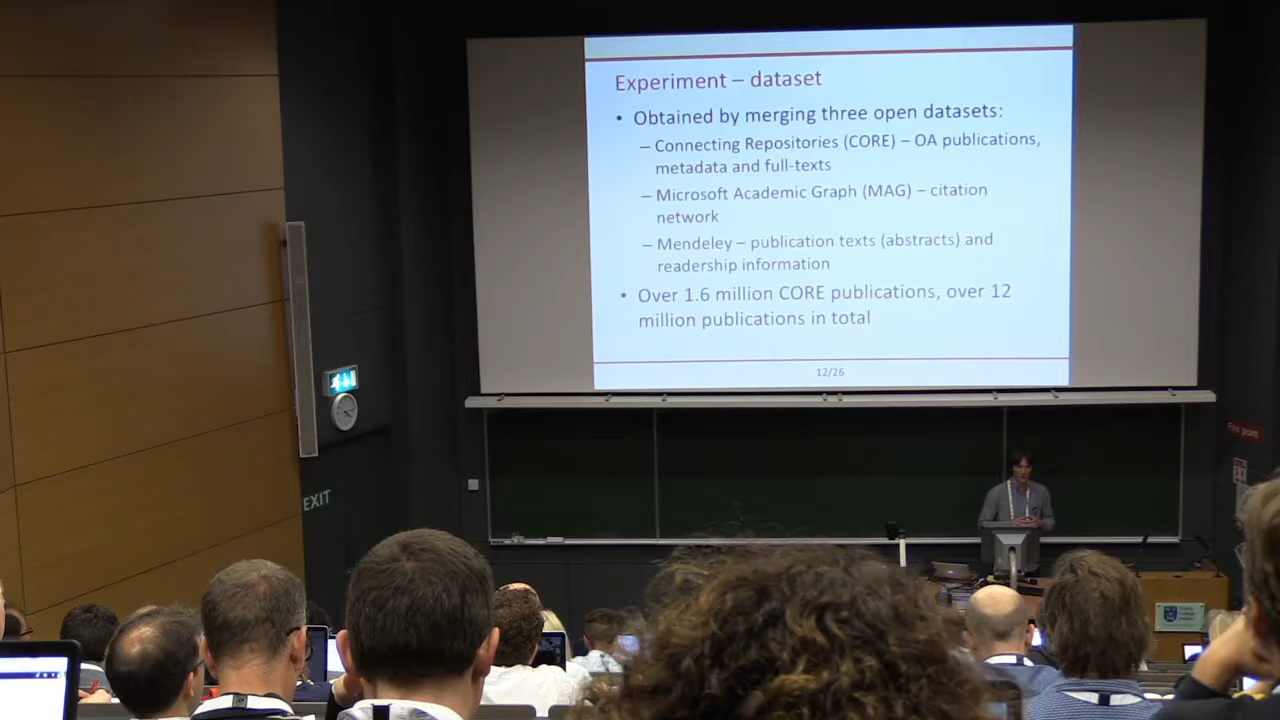 Experiment – dataset
• Obtained by merging three open datasets:
– Connecting Repositories (CORE) – OA publications,
metadata and full-texts
– Microsoft Academic Graph (MAG) – citation
network
– Mendeley – publication texts (abstracts) and
readership information
• Over 1.6 million CORE publications, over 12
million publications in total
12/26
EXIT
Fire point